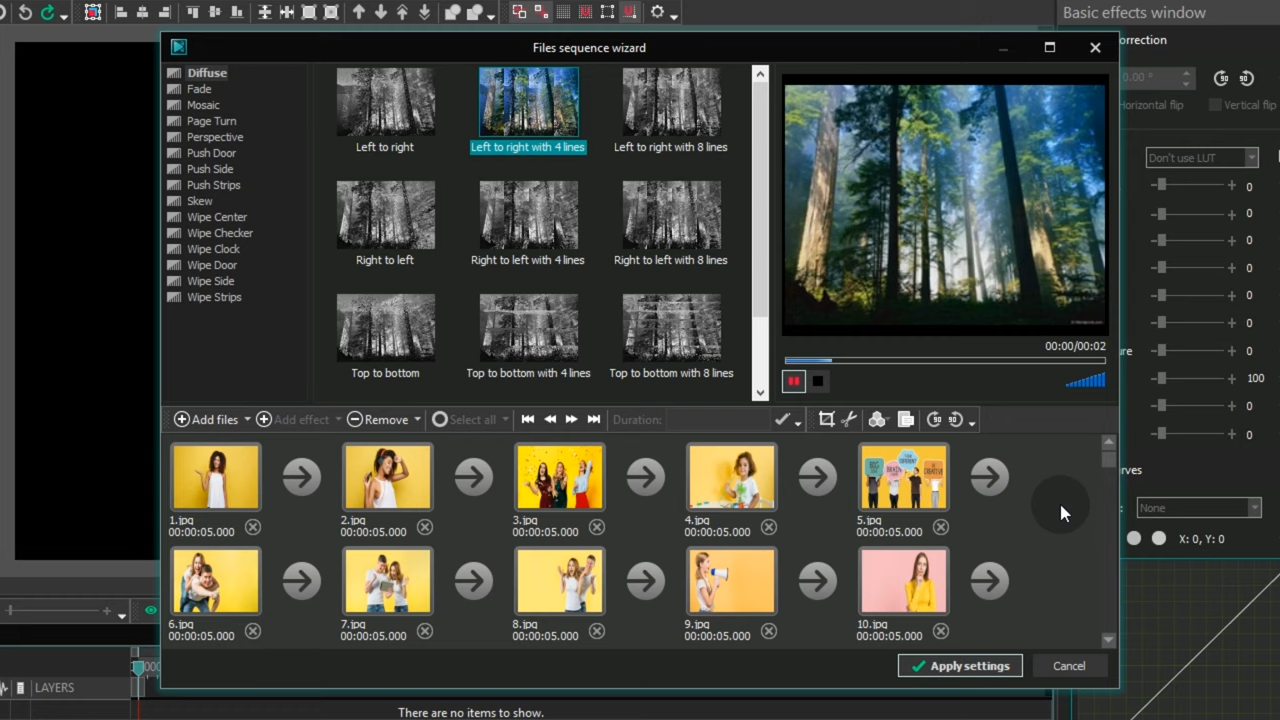 Basic effects window
Files sequence wizard
orrection
0.00 °
Horizontal flip
Vertical flip
Don't use LUT
0
0
0
0
0
0
re
0
100
0
0
rves
:
None
X: 0, Y: 0
Diffuse
Fade
Mosaic
Page Turn
Perspective
Push Door
Push Side
Push Strips
Skew
Wipe Center
Wipe Checker
Wipe Clock
Wipe Door
Wipe Side
Wipe Strips
Left to right
Left to right with 4 lines
Left to right with 8 lines
Right to left
Right to left with 4 lines
Right to left with 8 lines
Top to bottom
Top to bottom with 4 lines
Top to bottom with 8 lines
00:00/00:02
Add files
Add effect
Remove
Select all
Duration:
90
90
1.jpg
00:00:05.000
2.jpg
00:00:05.000
3.jpg
00:00:05.000
4.jpg
00:00:05.000
5.jpg
00:00:05.000
6.jpg
00:00:05.000
7.jpg
00:00:05.000
8.jpg
00:00:05.000
9.jpg
00:00:05.000
10.jpg
00:00:05.000
Apply settings
Cancel
LAYERS
There are no items to show.